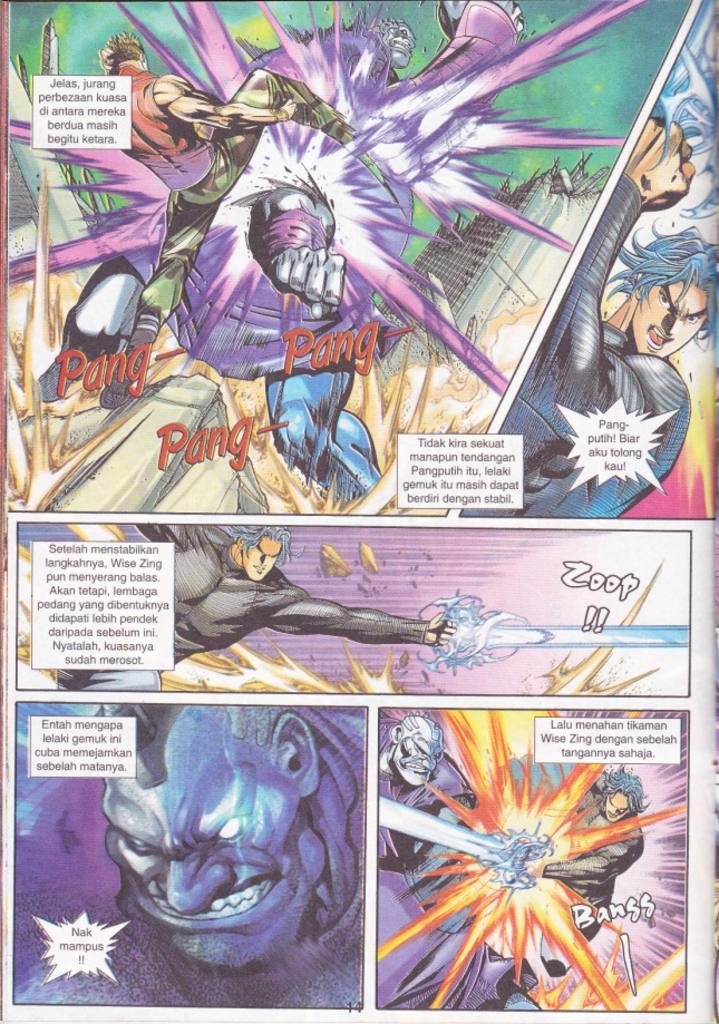 Jelas, jurang
perbezaan kuasa
di antara mereka
berdua masih
begitu ketara.
Pang
Pang
Pang
Tidak kira sekuat
manapun tendangan
Pangputih itu, lelaki
gemuk itu masih dapat
berdiri dengan stabil.
Pang-
putih! Biar
aku tolong
kau!
Setelah menstabilkan
langkahnya, Wise Zing
pun menyerang balas.
Akan tetapi, lembaga
pedang yang dibentuknya
didapati lebih pendek
daripada sebelum ini.
Nyatalah, kuasanya
sudah merosot.
Zoop
!!
Entah mengapa
lelaki gemuk ini
cuba memejamkan
sebelah matanya.
Nak
mampus
!!
Lalu menahan tikaman
Wise Zing dengan sebelah
tangannya sahaja.
Bangs
!
14